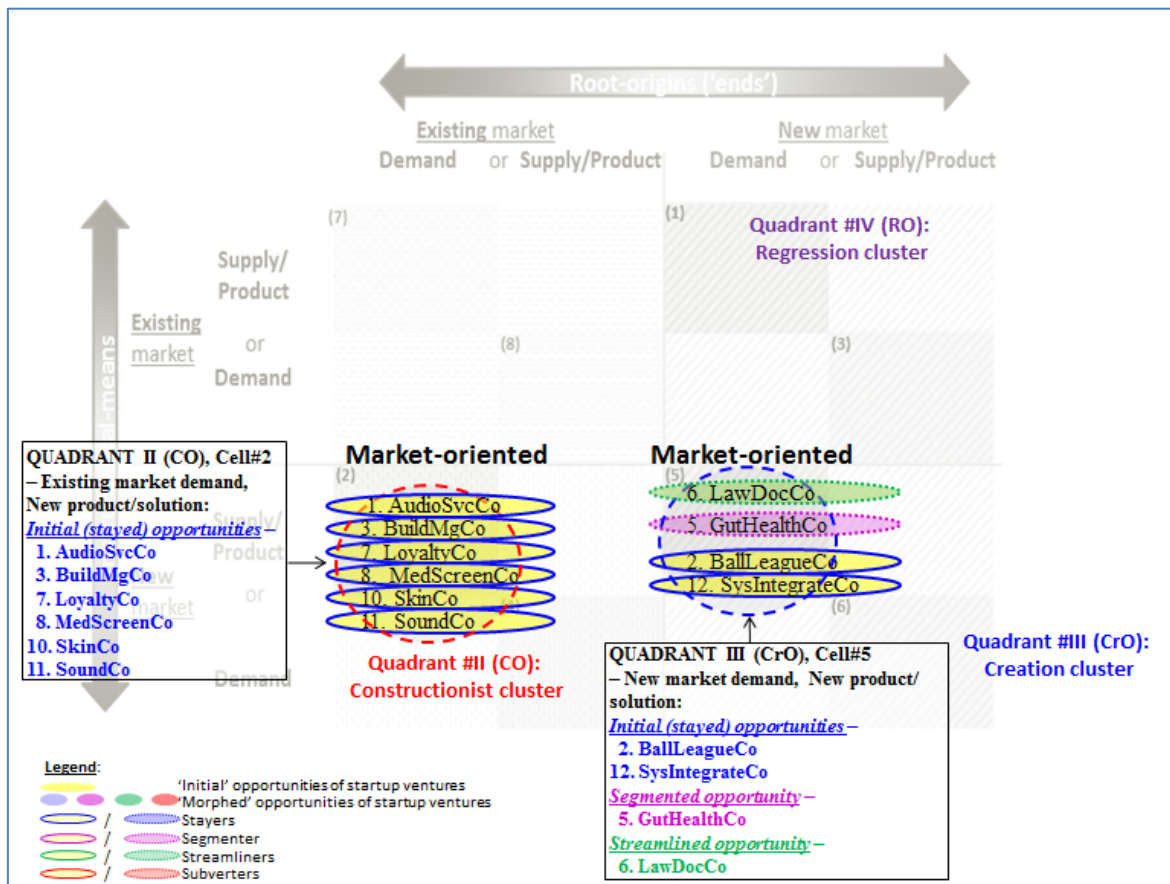 Root-origins ('ends')
Existing market
New market
Demand or Supply/Product
Demand or Supply/Product
(7)
(1)
Quadrant #IV (RO):
Regression cluster
Supply/
Product
Existing
market
or
Demand
(8)
(3)
al-means
QUADRANT II (CO), Cell#2
– Existing market demand,
New product/solution:
Initial (stayed) opportunities –
1. AudioSvcCo
3. BuildMgCo
7. LoyaltyCo
8. MedScreenCo
10. SkinCo
11. SoundCo
Market-oriented
(2)
1. AudioSvcCo
3. BuildMgCo
7. LoyaltyCo
8. MedScreenCo
10. SkinCo
11. SoundCo
Quadrant #II (CO):
Constructionist cluster
Market-oriented
(5)
6. LawDocCo
5. GutHealthCo
2. BallLeagueCo
12. SysIntegrateCo
(6)
Supply/
Product
New
market
or
Demand
Quadrant #III (CrO):
Creation cluster
QUADRANT III (CrO), Cell#5
– New market demand, New product/
solution:
Initial (stayed) opportunities –
2. BallLeagueCo
12. SysIntegrateCo
Segmented opportunity –
5. GutHealthCo
Streamlined opportunity –
6. LawDocCo
Legend:
'Initial' opportunities of startup ventures
'Morphed' opportunities of startup ventures
/ Stayers
/ Segmenter
/ Streamliners
/ Subverters